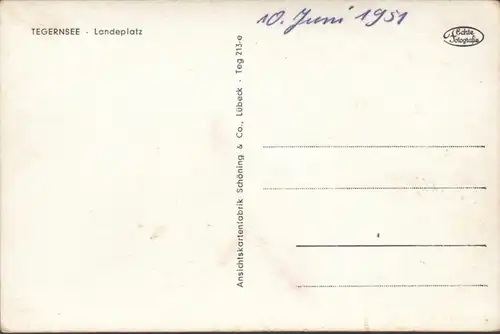 TEGERNSEE - Landeplatz
10. Juni 1951
Echte
Fotografie
Ansichtskartenfabrik Schöning & Co., Lübeck · Teg 213-e